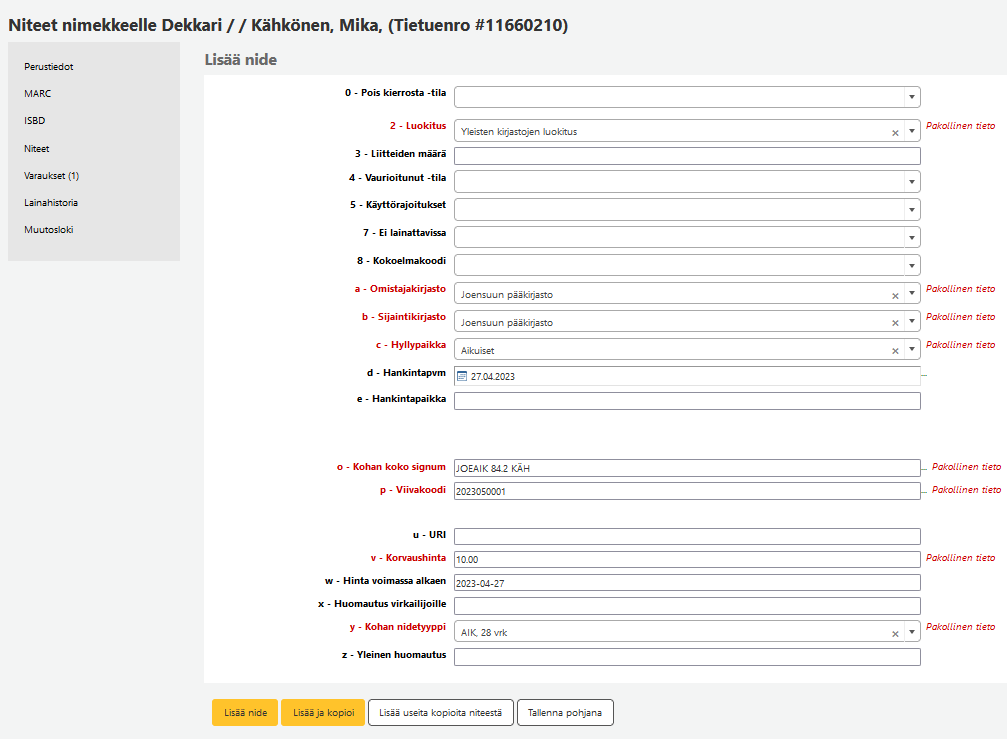 Niteet nimekkeelle Dekkari / / Kähkönen, Mika, (Tietuenro #11660210)
Perustiedot
MARC
ISBD
Niteet
Varaukset (1)
Lainahistoria
Muutosloki
Lisää nide
0 - Pois kierrosta -tila
2 - Luokitus Yleisten kirjastojen luokitus × Pakollinen tieto
3 - Liitteiden määrä
4 - Vaurioitunut -tila
5 - Käyttörajoitukset
7 - Ei lainattavissa
8 - Kokoelmakoodi
a - Omistajakirjasto Joensuun pääkirjasto × Pakollinen tieto
b - Sijaintikirjasto Joensuun pääkirjasto × Pakollinen tieto
c - Hyllypaikka Aikuiset × Pakollinen tieto
d - Hankintapvm 27.04.2023 ...
e - Hankintapaikka
o - Kohan koko signum JOEAIK 84.2 KÄH ... Pakollinen tieto
p - Viivakoodi 2023050001 ... Pakollinen tieto
u - URI
v - Korvaushinta 10.00 Pakollinen tieto
w - Hinta voimassa alkaen 2023-04-27
x - Huomautus virkailijoille
y - Kohan nidetyyppi AIK, 28 vrk × Pakollinen tieto
z - Yleinen huomautus
Lisää nide Lisää ja kopioi Lisää useita kopioita niteestä Tallenna pohjana